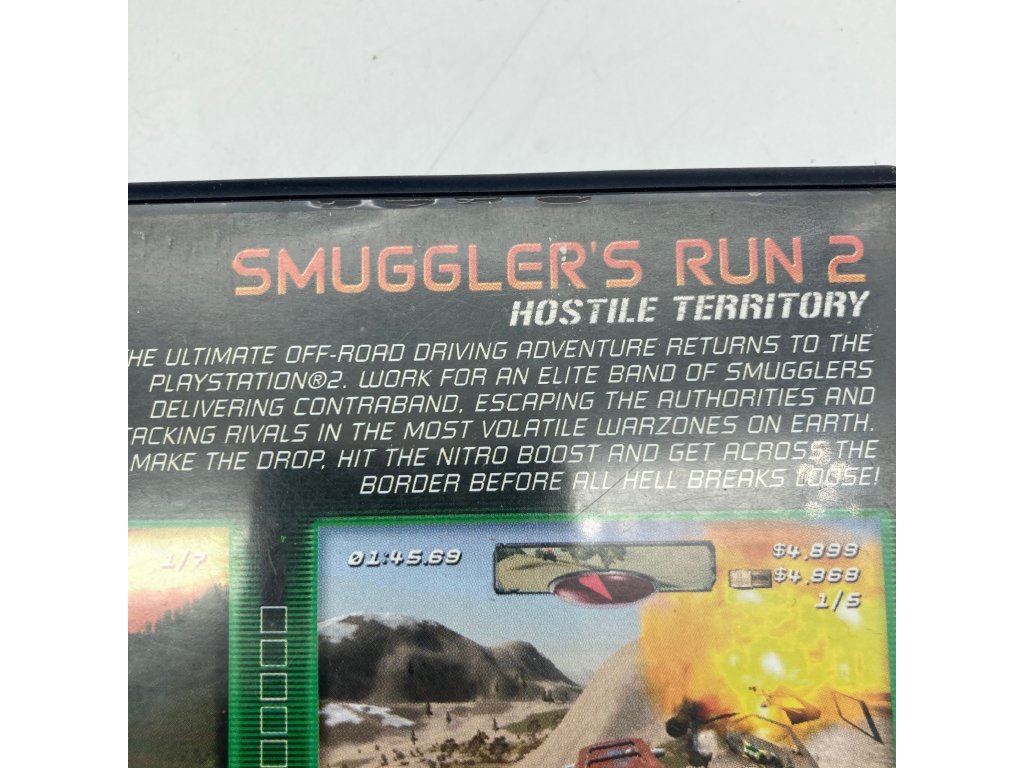 SMUGGLER'S RUN 2
HOSTILE TERRITORY
HE ULTIMATE OFF-ROAD DRIVING ADVENTURE RETURNS TO THE
PLAYSTATION®2. WORK FOR AN ELITE BAND OF SMUGGLERS
DELIVERING CONTRABAND, ESCAPING THE AUTHORITIES AND
TACKING RIVALS IN THE MOST VOLATILE WARZONES ON EARTH.
MAKE THE DROP, HIT THE NITRO BOOST AND GET ACROSS THE
BORDER BEFORE ALL HELL BREAKS LOOSE!
1/7
01:45.69
$4,899
$4,868
1/5